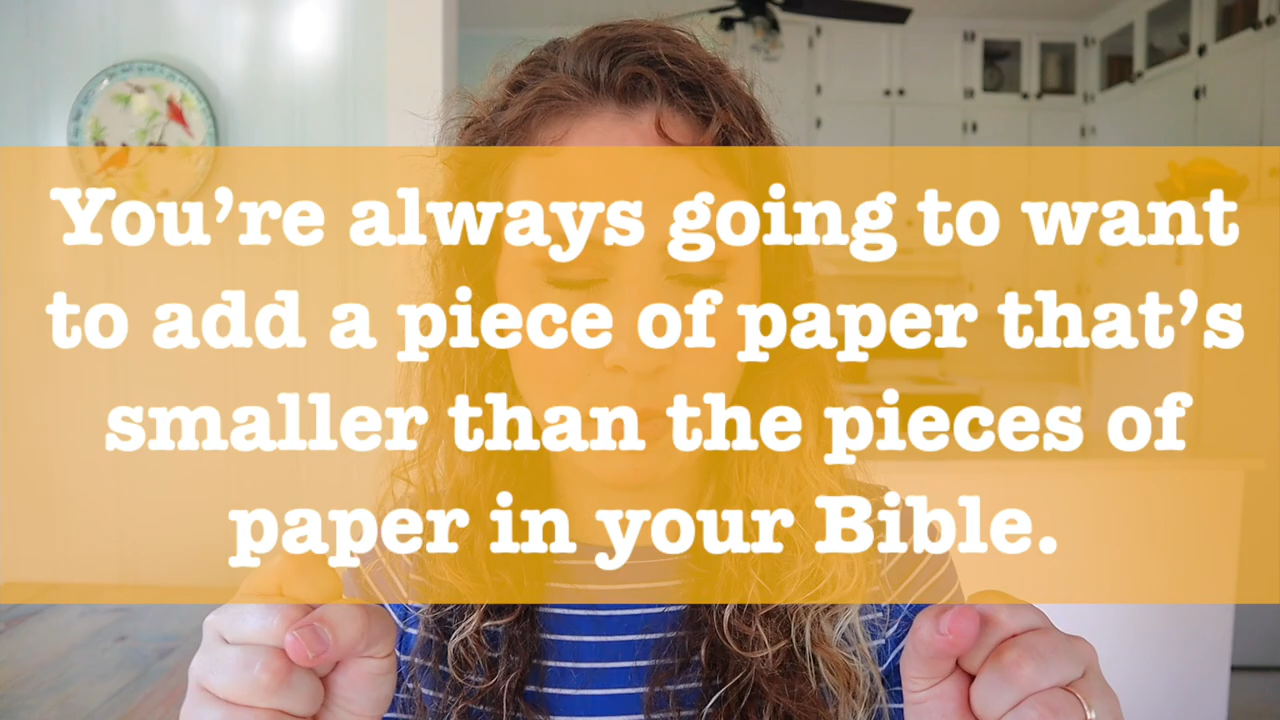 You’re always going to want
to add a piece of paper that’s
smaller than the pieces of
paper in your Bible.